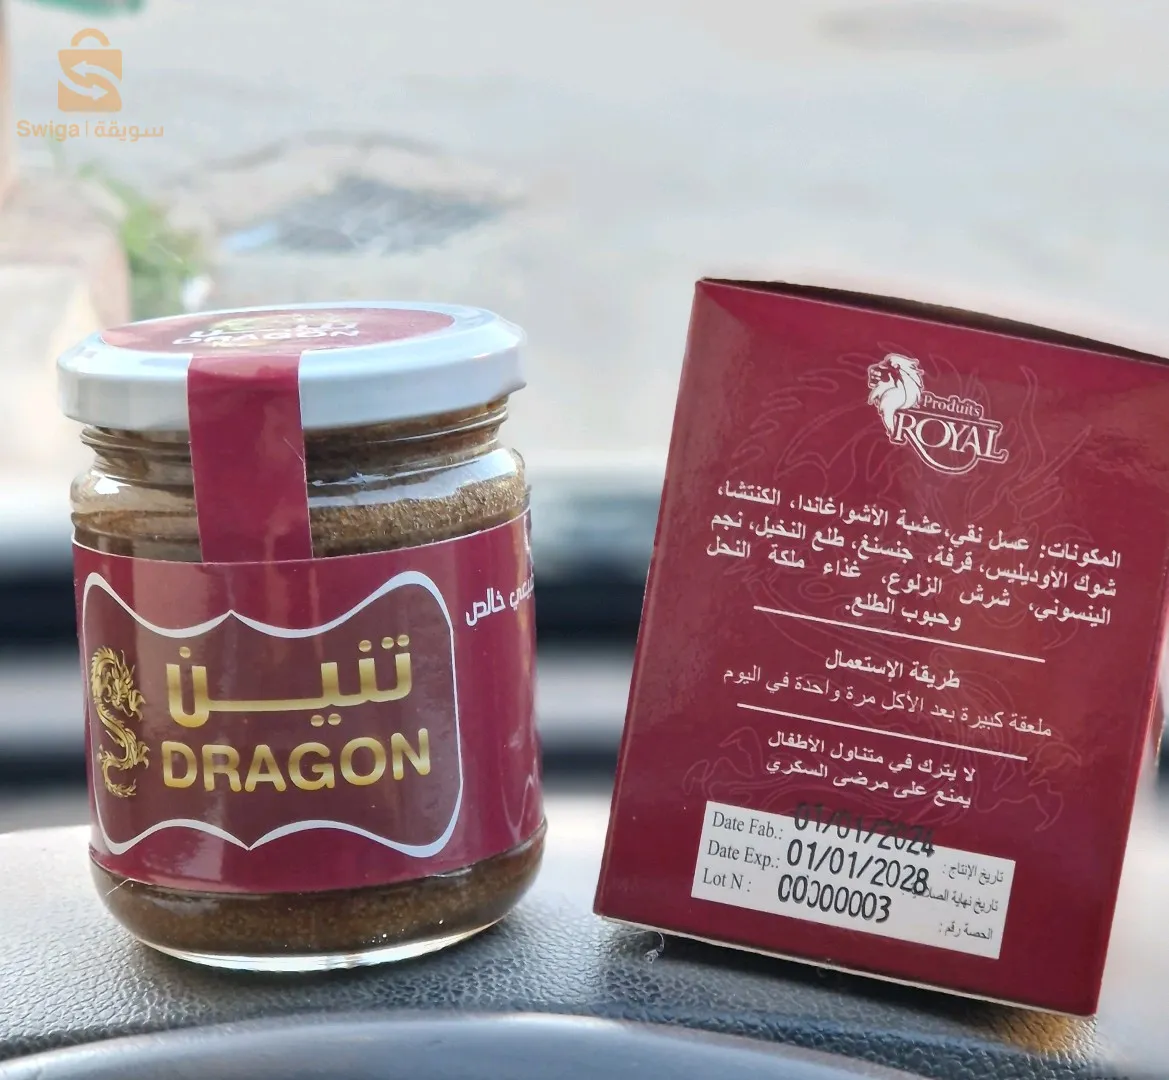 Swiga | سويقة
DRAGON
طبيعي خالص
تنين
DRAGON
Produits
ROYAL
المكونات: عسل نقي،عشبة الأشواغاندا، الكنتشا،
شوك الأوديليس، قرفة، جنسنغ، طلع النخيل، نجم
الينسوني، شرش الزلوع، غذاء ملكة النحل
وحبوب الطلع.
طريقة الإستعمال
ملعقة كبيرة بعد الأكل مرة واحدة في اليوم
لا يترك في متناول الأطفال
يمنع على مرضى السكري
Date Fab.: 01/01/2024 تاريخ الإنتاج :
Date Exp.: 01/01/2028 تاريخ نهاية
Lot N : 00000003 الحصة رقم :